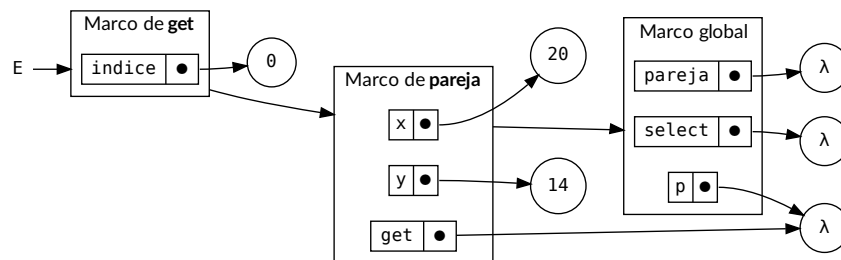 Marco de get
E
indice
0
Marco de pareja
x
20
y
14
get
Marco global
pareja
λ
select
λ
p
λ